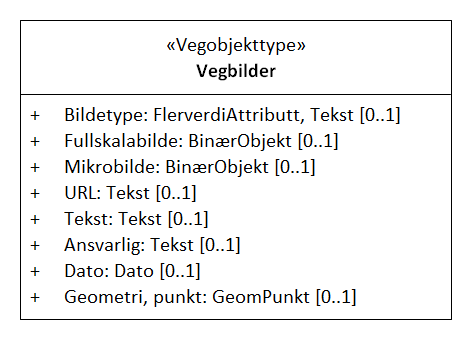 «Vegobjekttype»
Vegbilder
+ Bildetype: FlerverdiAttributt, Tekst [0..1]
+ Fullskalabilde: BinærObjekt [0..1]
+ Mikrobilde: BinærObjekt [0..1]
+ URL: Tekst [0..1]
+ Tekst: Tekst [0..1]
+ Ansvarlig: Tekst [0..1]
+ Dato: Dato [0..1]
+ Geometri, punkt: GeomPunkt [0..1]